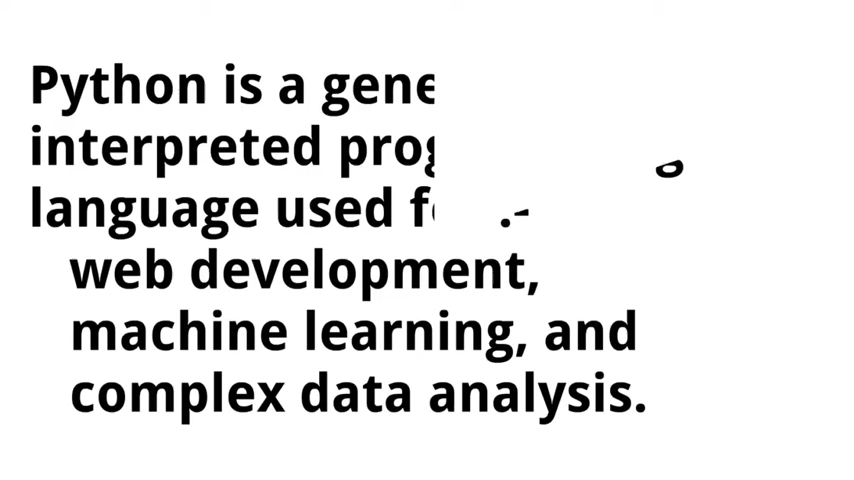 Python is a gene
interpreted prog
language used f
web development,
machine learning, and
complex data analysis.